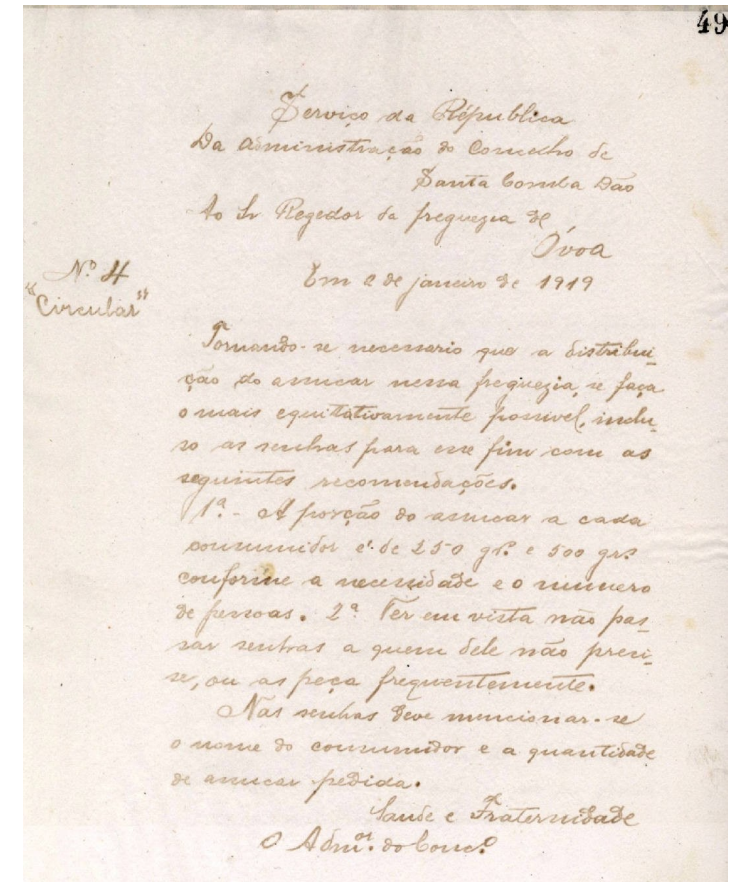 49
Serviço da Républica
Da Administração do Concelho de
Santa Comba Dão
Ao Sr Regedor da freguezia de
Óvoa
Nº 4
"Circular"
Em 2 de janeiro de 1919
Tornando-se necessario que a distribui-
ção do assucar nessa freguezia, se faça
o mais equitativamente possivel, inclu-
so as senhas para esse fim com as
seguintes recomendações.
1ª - A porção do assucar a cada
consumidor é de 250 grs. e 500 grs.
conforme a necessidade e o numero
de pessoas. 2ª Ter em vista não pas-
sar senhas a quem dele não preci-
se, ou as peça frequentemente.
Nas senhas deve mencionar-se
o nome do consumidor e a quantidade
de assucar pedida.
Saude e Fraternidade
O Admor. do Conco.